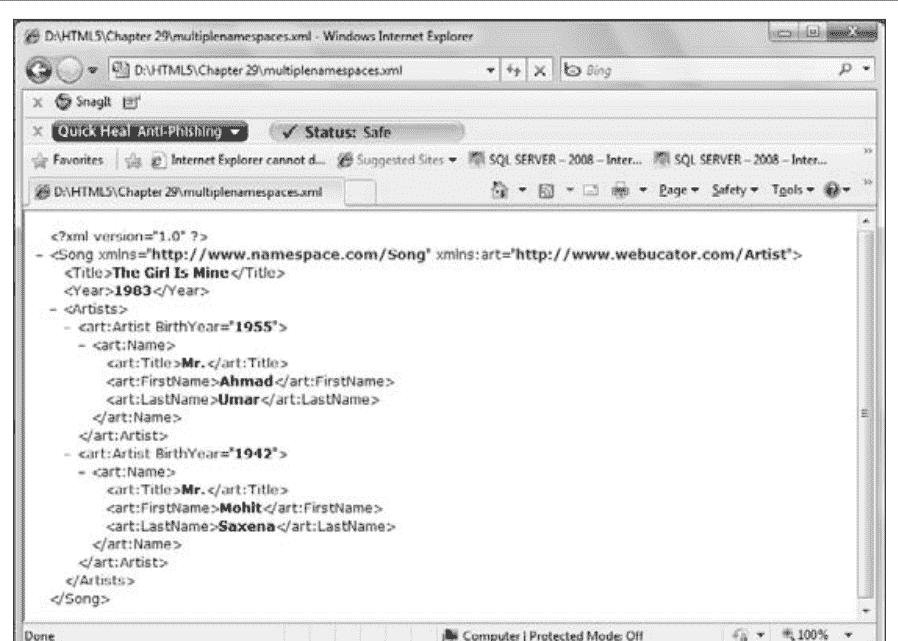 D:\HTML5\Chapter 29\multiplenamespaces.xml - Windows Internet Explorer
D:\HTML5\Chapter 29\multiplenamespaces.xml
Bing
x SnagIt
x Quick Heal Anti-Phishing ✓ Status: Safe
Favorites Internet Explorer cannot d... Suggested Sites SQL SERVER – 2008 – Inter... SQL SERVER – 2008 – Inter... »
D:\HTML5\Chapter 29\multiplenamespaces.xml Page Safety Tools »
<?xml version="1.0" ?>
- <Song xmlns="http://www.namespace.com/Song" xmlns:art="http://www.webucator.com/Artist">
<Title>The Girl Is Mine</Title>
<Year>1983</Year>
- <Artists>
- <art:Artist BirthYear="1955">
- <art:Name>
<art:Title>Mr.</art:Title>
<art:FirstName>Ahmad</art:FirstName>
<art:LastName>Umar</art:LastName>
</art:Name>
</art:Artist>
- <art:Artist BirthYear="1942">
- <art:Name>
<art:Title>Mr.</art:Title>
<art:FirstName>Mohit</art:FirstName>
<art:LastName>Saxena</art:LastName>
</art:Name>
</art:Artist>
</Artists>
</Song>
Done Computer | Protected Mode: Off 100%